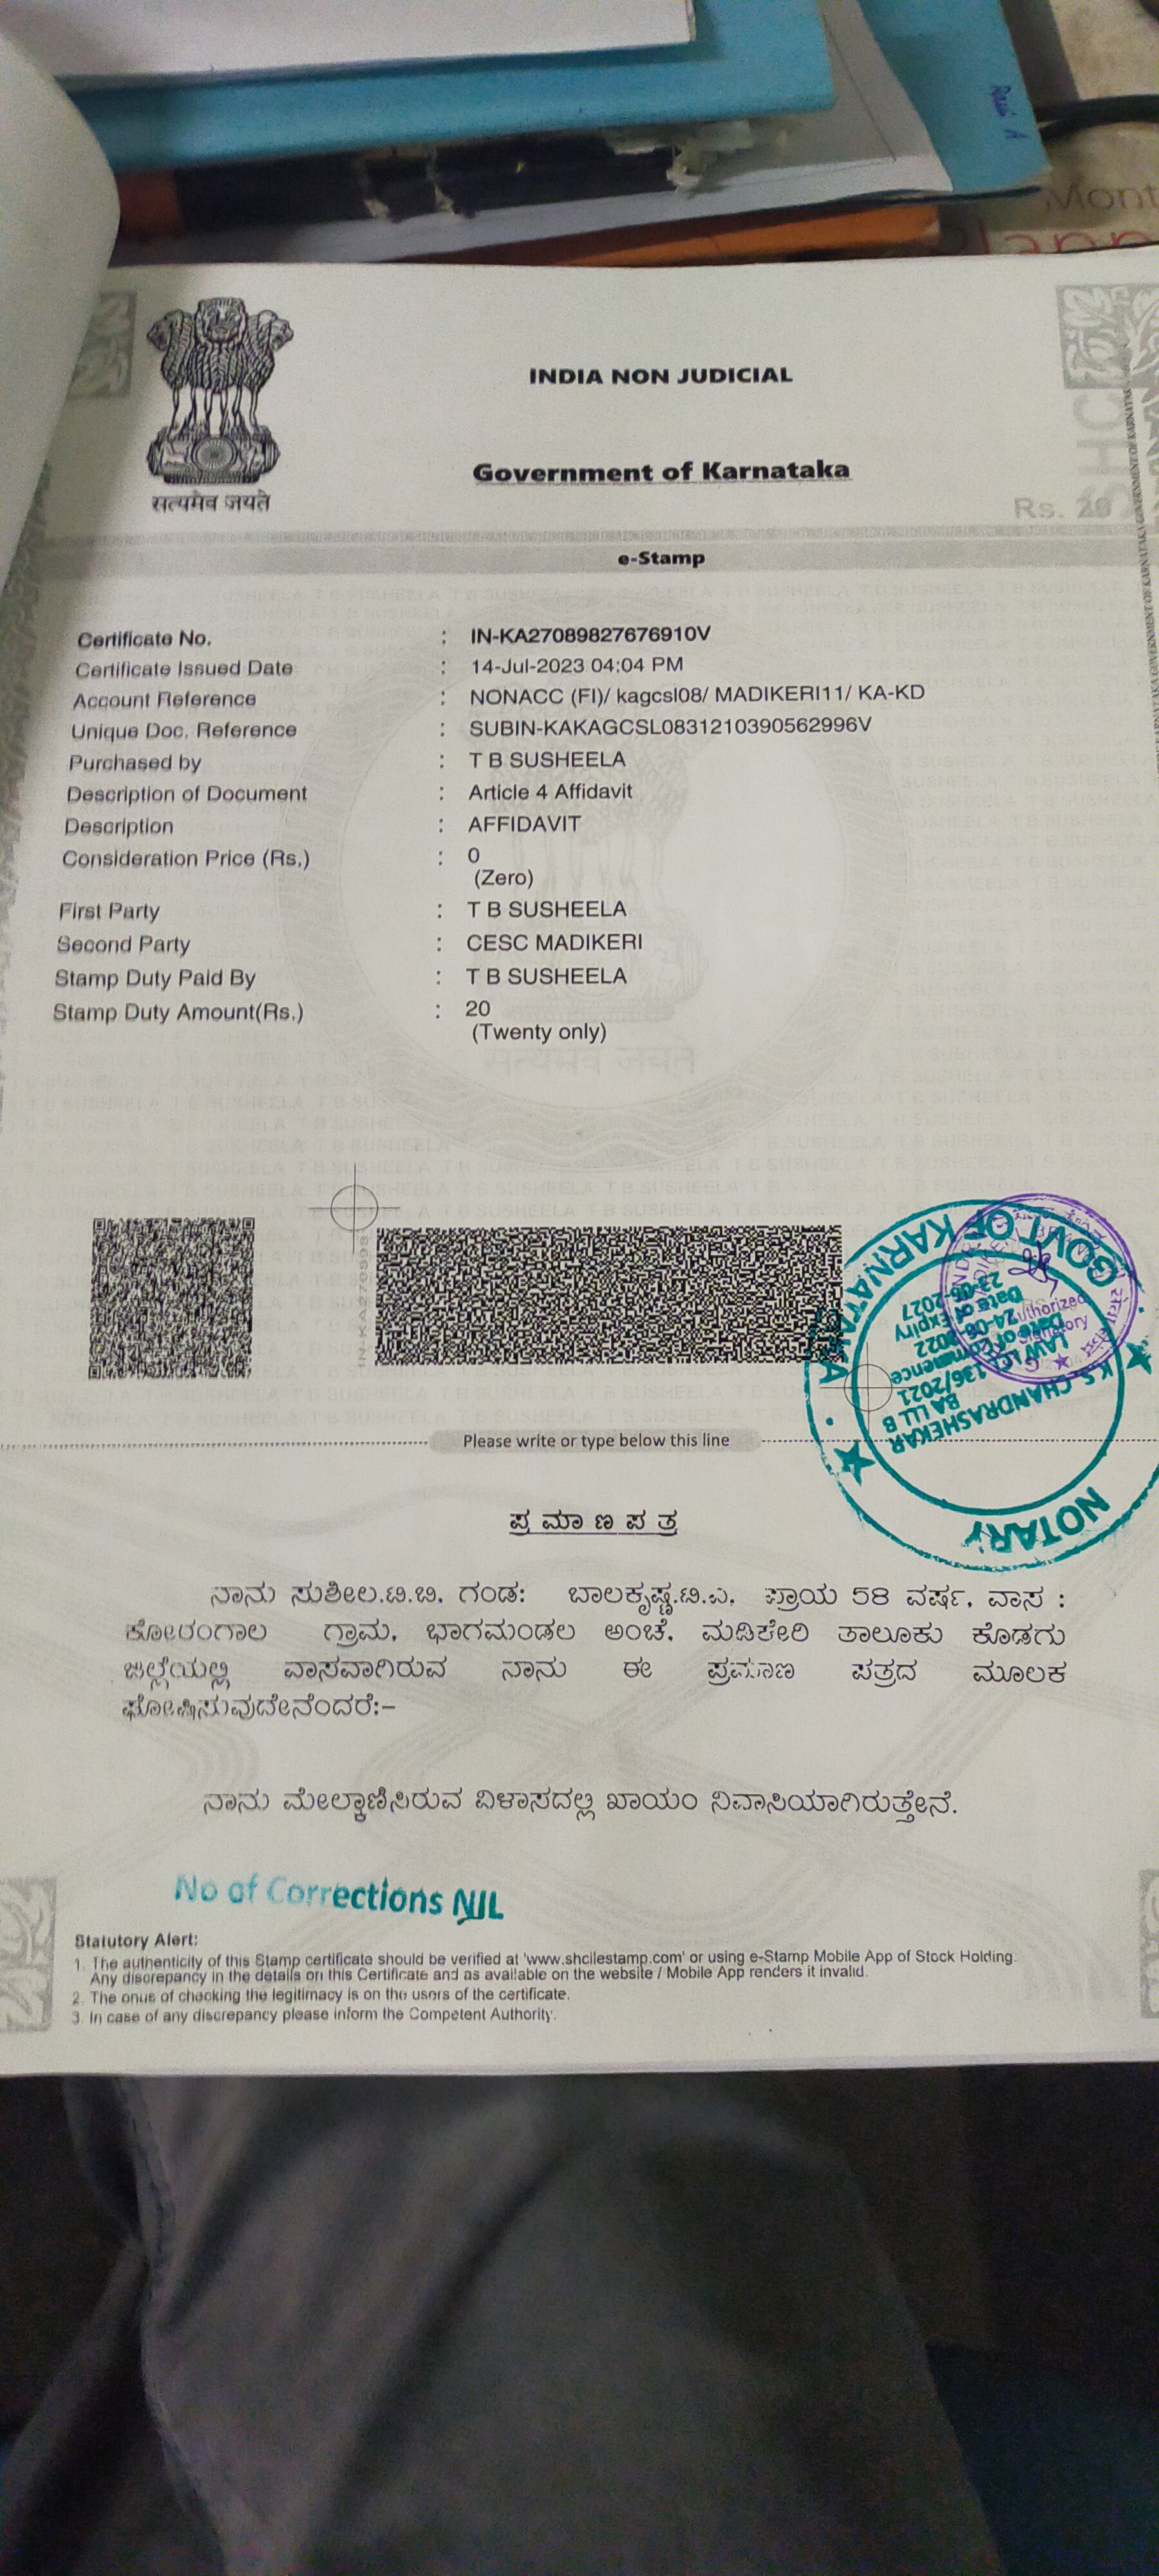 Mont
INDIA NON JUDICIAL
Government of Karnataka
सत्यमेव जयते
Rs. 20
e-Stamp
Certificate No. : IN-KA27089827676910V
Certificate Issued Date : 14-Jul-2023 04:04 PM
Account Reference : NONACC (FI)/ kagcsl08/ MADIKERI11/ KA-KD
Unique Doc. Reference : SUBIN-KAKAGCSL0831210390562996V
Purchased by : T B SUSHEELA
Description of Document : Article 4 Affidavit
Description : AFFIDAVIT
Consideration Price (Rs.) : 0
(Zero)
First Party : T B SUSHEELA
Second Party : CESC MADIKERI
Stamp Duty Paid By : T B SUSHEELA
Stamp Duty Amount(Rs.) : 20
(Twenty only)
GOVT OF KARNATAKA
NOTARY
K.S. CHANDRASHEKAR
BA LLL B
136/2021
Date of Commence
24-06-2022
Date of Expiry
23-06-2027
Authorized
Signatory
Please write or type below this line
ಪ್ರ ಮಾ ಣ ಪ ತ್ರ
ನಾನು ಸುಶೀಲ.ಟಿ.ಬಿ. ಗಂಡ: ಬಾಲಕೃಷ್ಣ.ಟಿ.ಎ. ಪ್ರಾಯ 58 ವರ್ಷ. ವಾಸ :
ಕೋರಂಗಾಲ ಗ್ರಾಮ. ಭಾಗಮಂಡಲ ಅಂಚೆ. ಮಡಿಕೇರಿ ತಾಲೂಕು ಕೊಡಗು
ಜಿಲ್ಲೆಯಲ್ಲಿ ವಾಸವಾಗಿರುವ ನಾನು ಈ ಪ್ರಮಾಣ ಪತ್ರದ ಮೂಲಕ
ಘೋಷಿಸುವುದೇನೆಂದರೆ:-
ನಾನು ಮೇಲ್ಕಾಣಿಸಿರುವ ವಿಳಾಸದಲ್ಲಿ ಖಾಯಂ ನಿವಾಸಿಯಾಗಿರುತ್ತೇನೆ.
No of Corrections NIL
Statutory Alert:
1. The authenticity of this Stamp certificate should be verified at 'www.shcilestamp.com' or using e-Stamp Mobile App of Stock Holding.
Any discrepancy in the details on this Certificate and as available on the website / Mobile App renders it invalid.
2. The onus of checking the legitimacy is on the users of the certificate.
3. In case of any discrepancy please inform the Competent Authority.